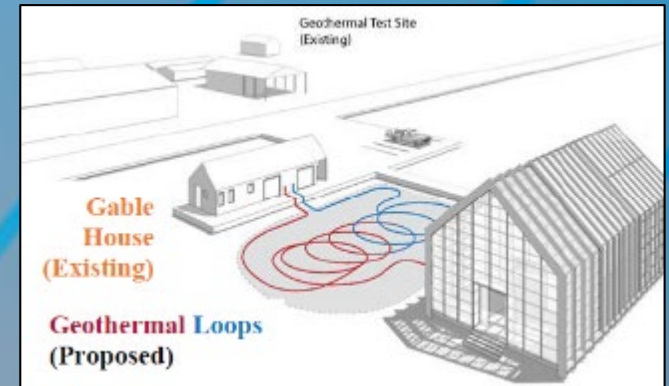 Geothermal Test Site
(Existing)
Gable
House
(Existing)
Geothermal Loops
(Proposed)